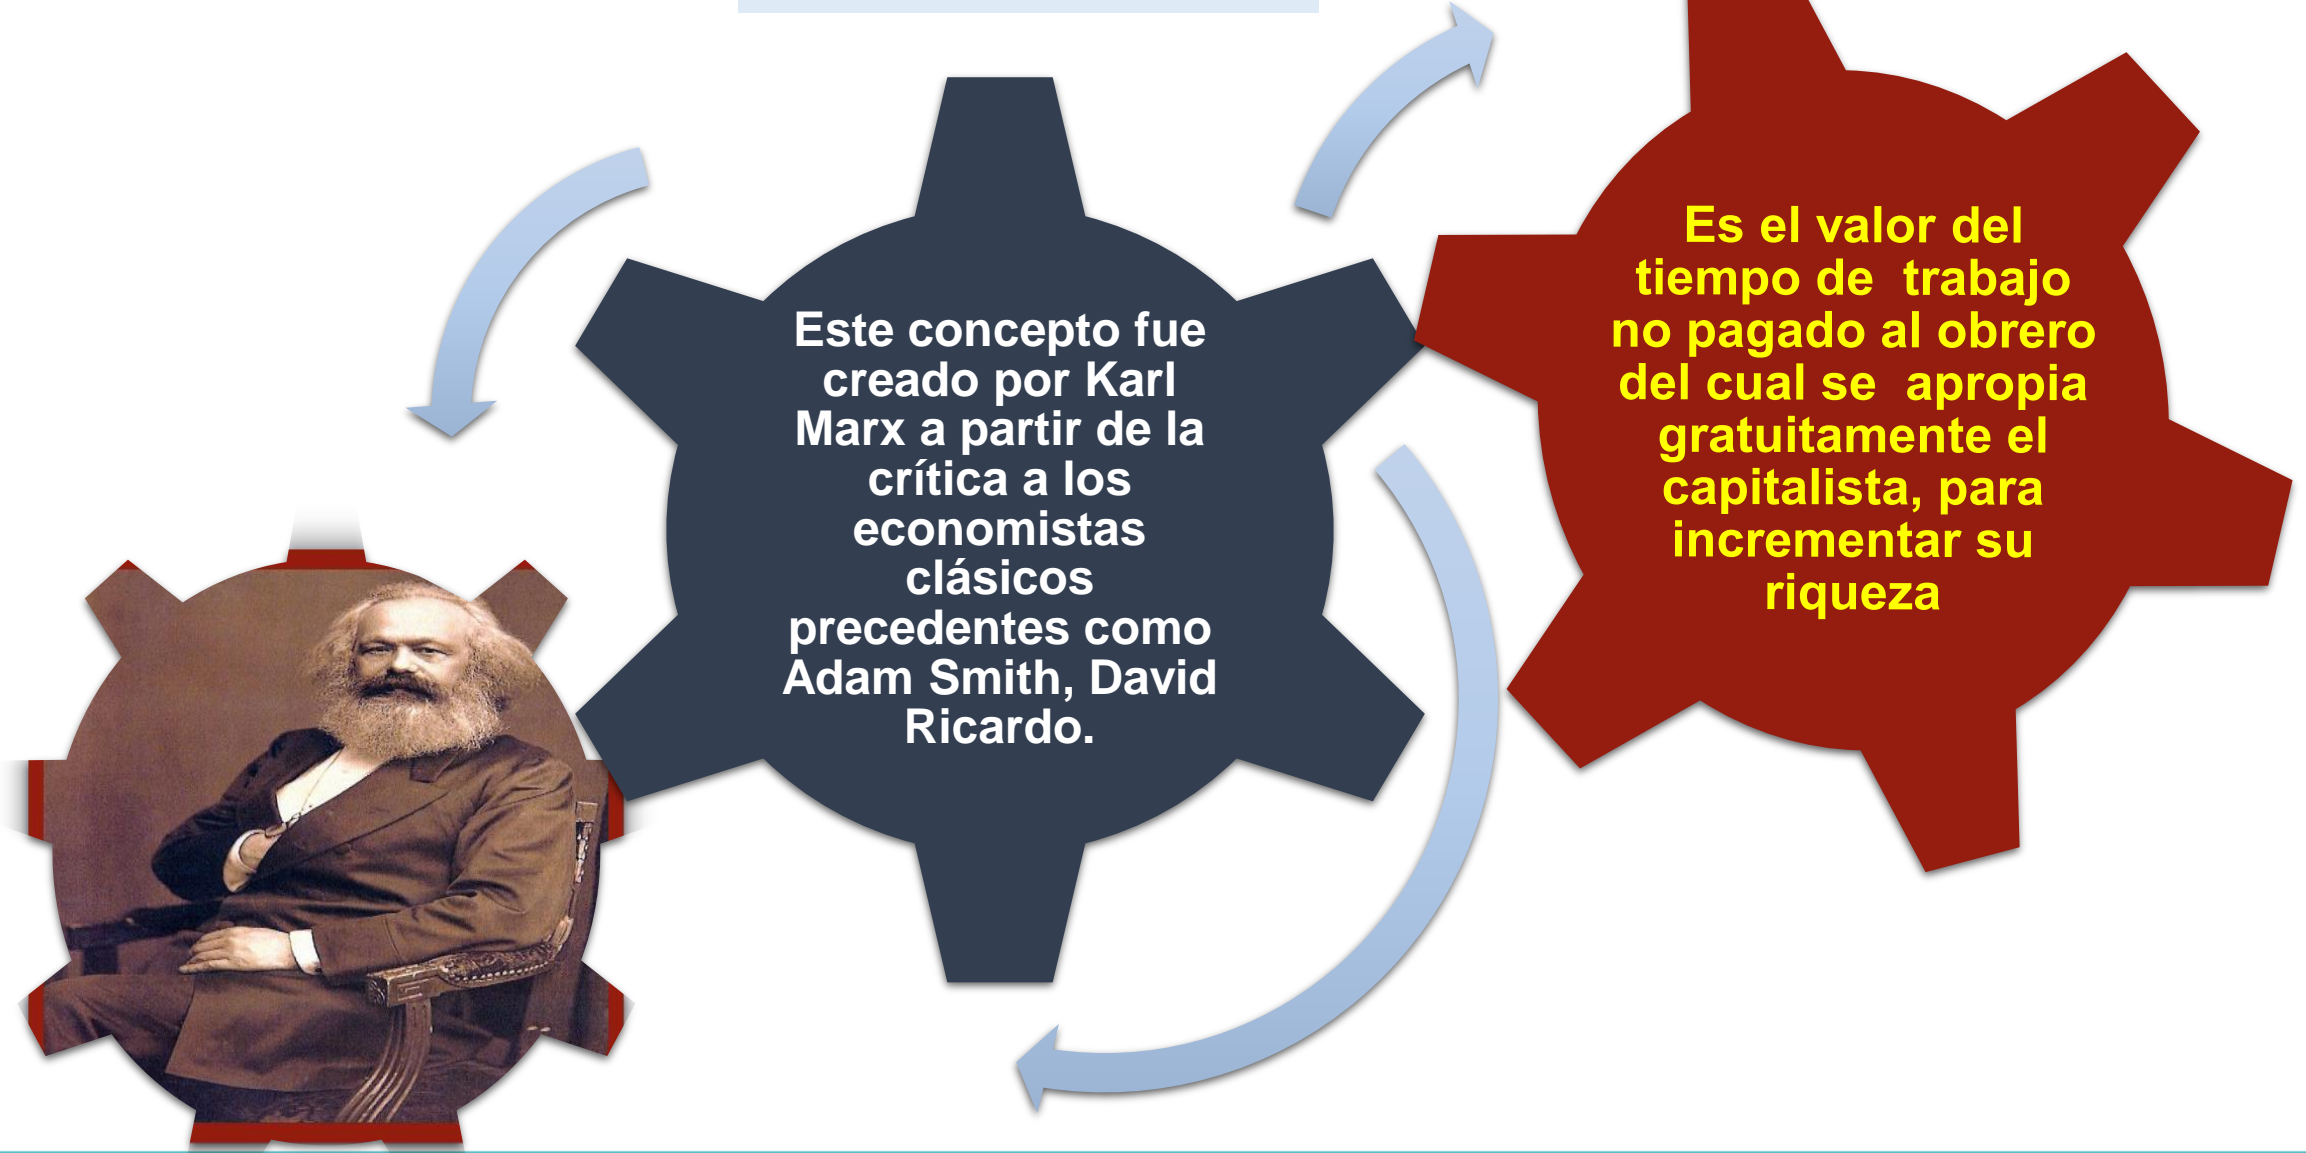 Este concepto fue
creado por Karl
Marx a partir de la
crítica a los
economistas
clásicos
precedentes como
Adam Smith, David
Ricardo.
Es el valor del
tiempo de trabajo
no pagado al obrero
del cual se apropia
gratuitamente el
capitalista, para
incrementar su
riqueza